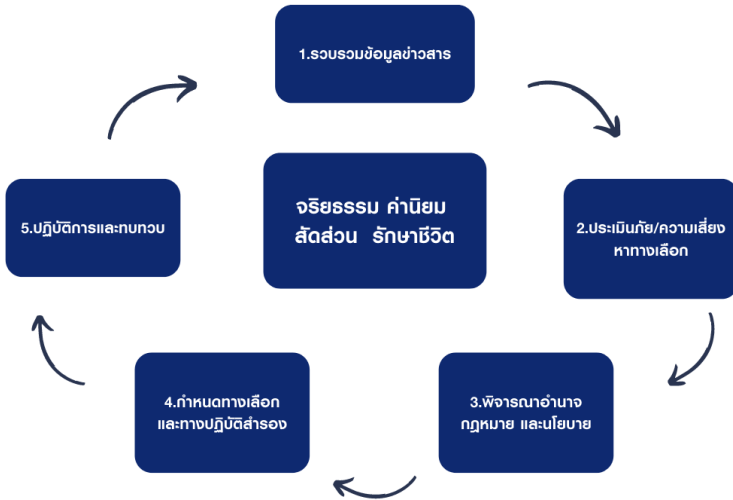 1.รวบรวมข้อมูลข่าวสาร
จริยธรรม ค่านิยม
สัดส่วน รักษาชีวิต
2.ประเมินภัย/ความเสี่ยง
หาทางเลือก
3.พิจารณาอำนาจ
กฎหมาย และนโยบาย
4.กำหนดทางเลือก
และทางปฏิบัติสำรอง
5.ปฏิบัติการและทบทวบ